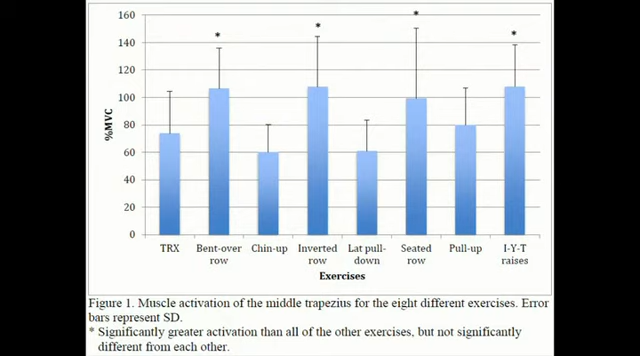 160
140
120
100
80
60
40
20
0
%MVC
* * * *
TRX Bent-over row Chin-up Inverted row Lat pull-down Seated row Pull-up I-Y-T raises
Exercises
Figure 1. Muscle activation of the middle trapezius for the eight different exercises. Error
bars represent SD.
* Significantly greater activation than all of the other exercises, but not significantly
different from each other.